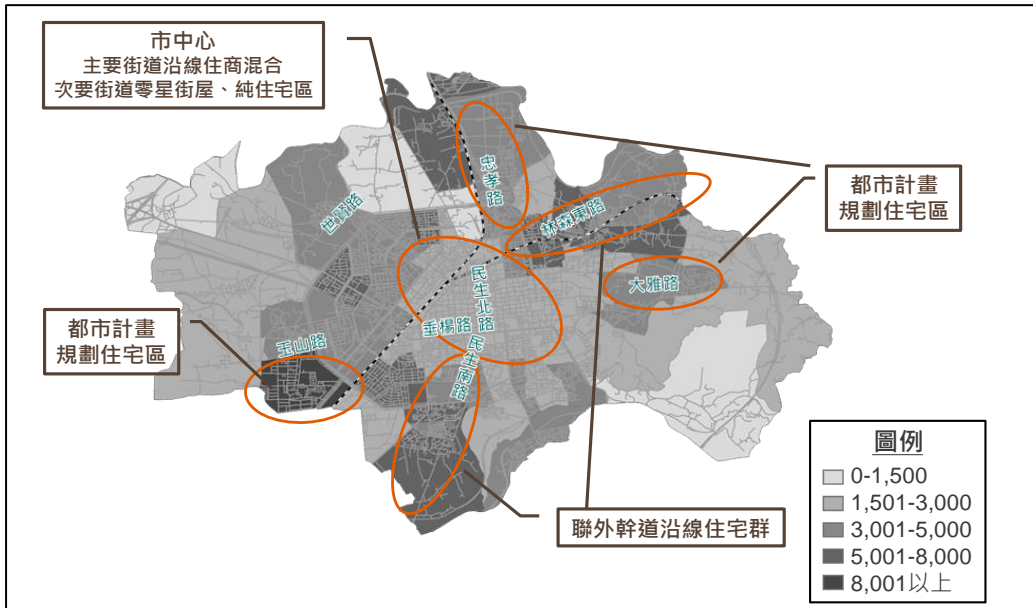 市中心
主要街道沿線住商混合
次要街道零星街屋、純住宅區
忠孝路
世賢路
林森東路
都市計畫
規劃住宅區
大雅路
民生北路
垂楊路
民生南路
都市計畫
規劃住宅區
玉山路
聯外幹道沿線住宅群
圖例
0-1,500
1,501-3,000
3,001-5,000
5,001-8,000
8,001以上